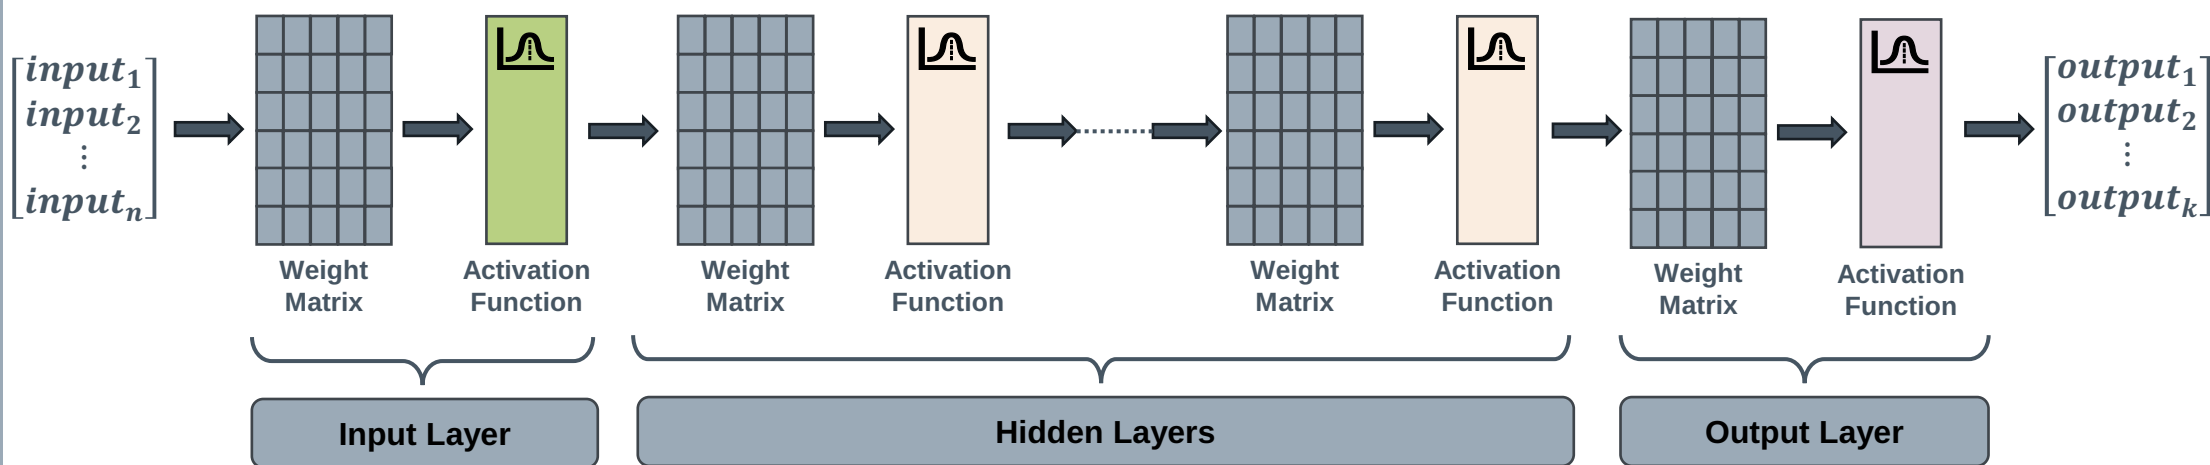 input₁
input₂
⋮
inputₙ
Weight
Matrix
Activation
Function
Weight
Matrix
Activation
Function
Weight
Matrix
Activation
Function
Weight
Matrix
Activation
Function
output₁
output₂
⋮
outputₖ
Input Layer
Hidden Layers
Output Layer